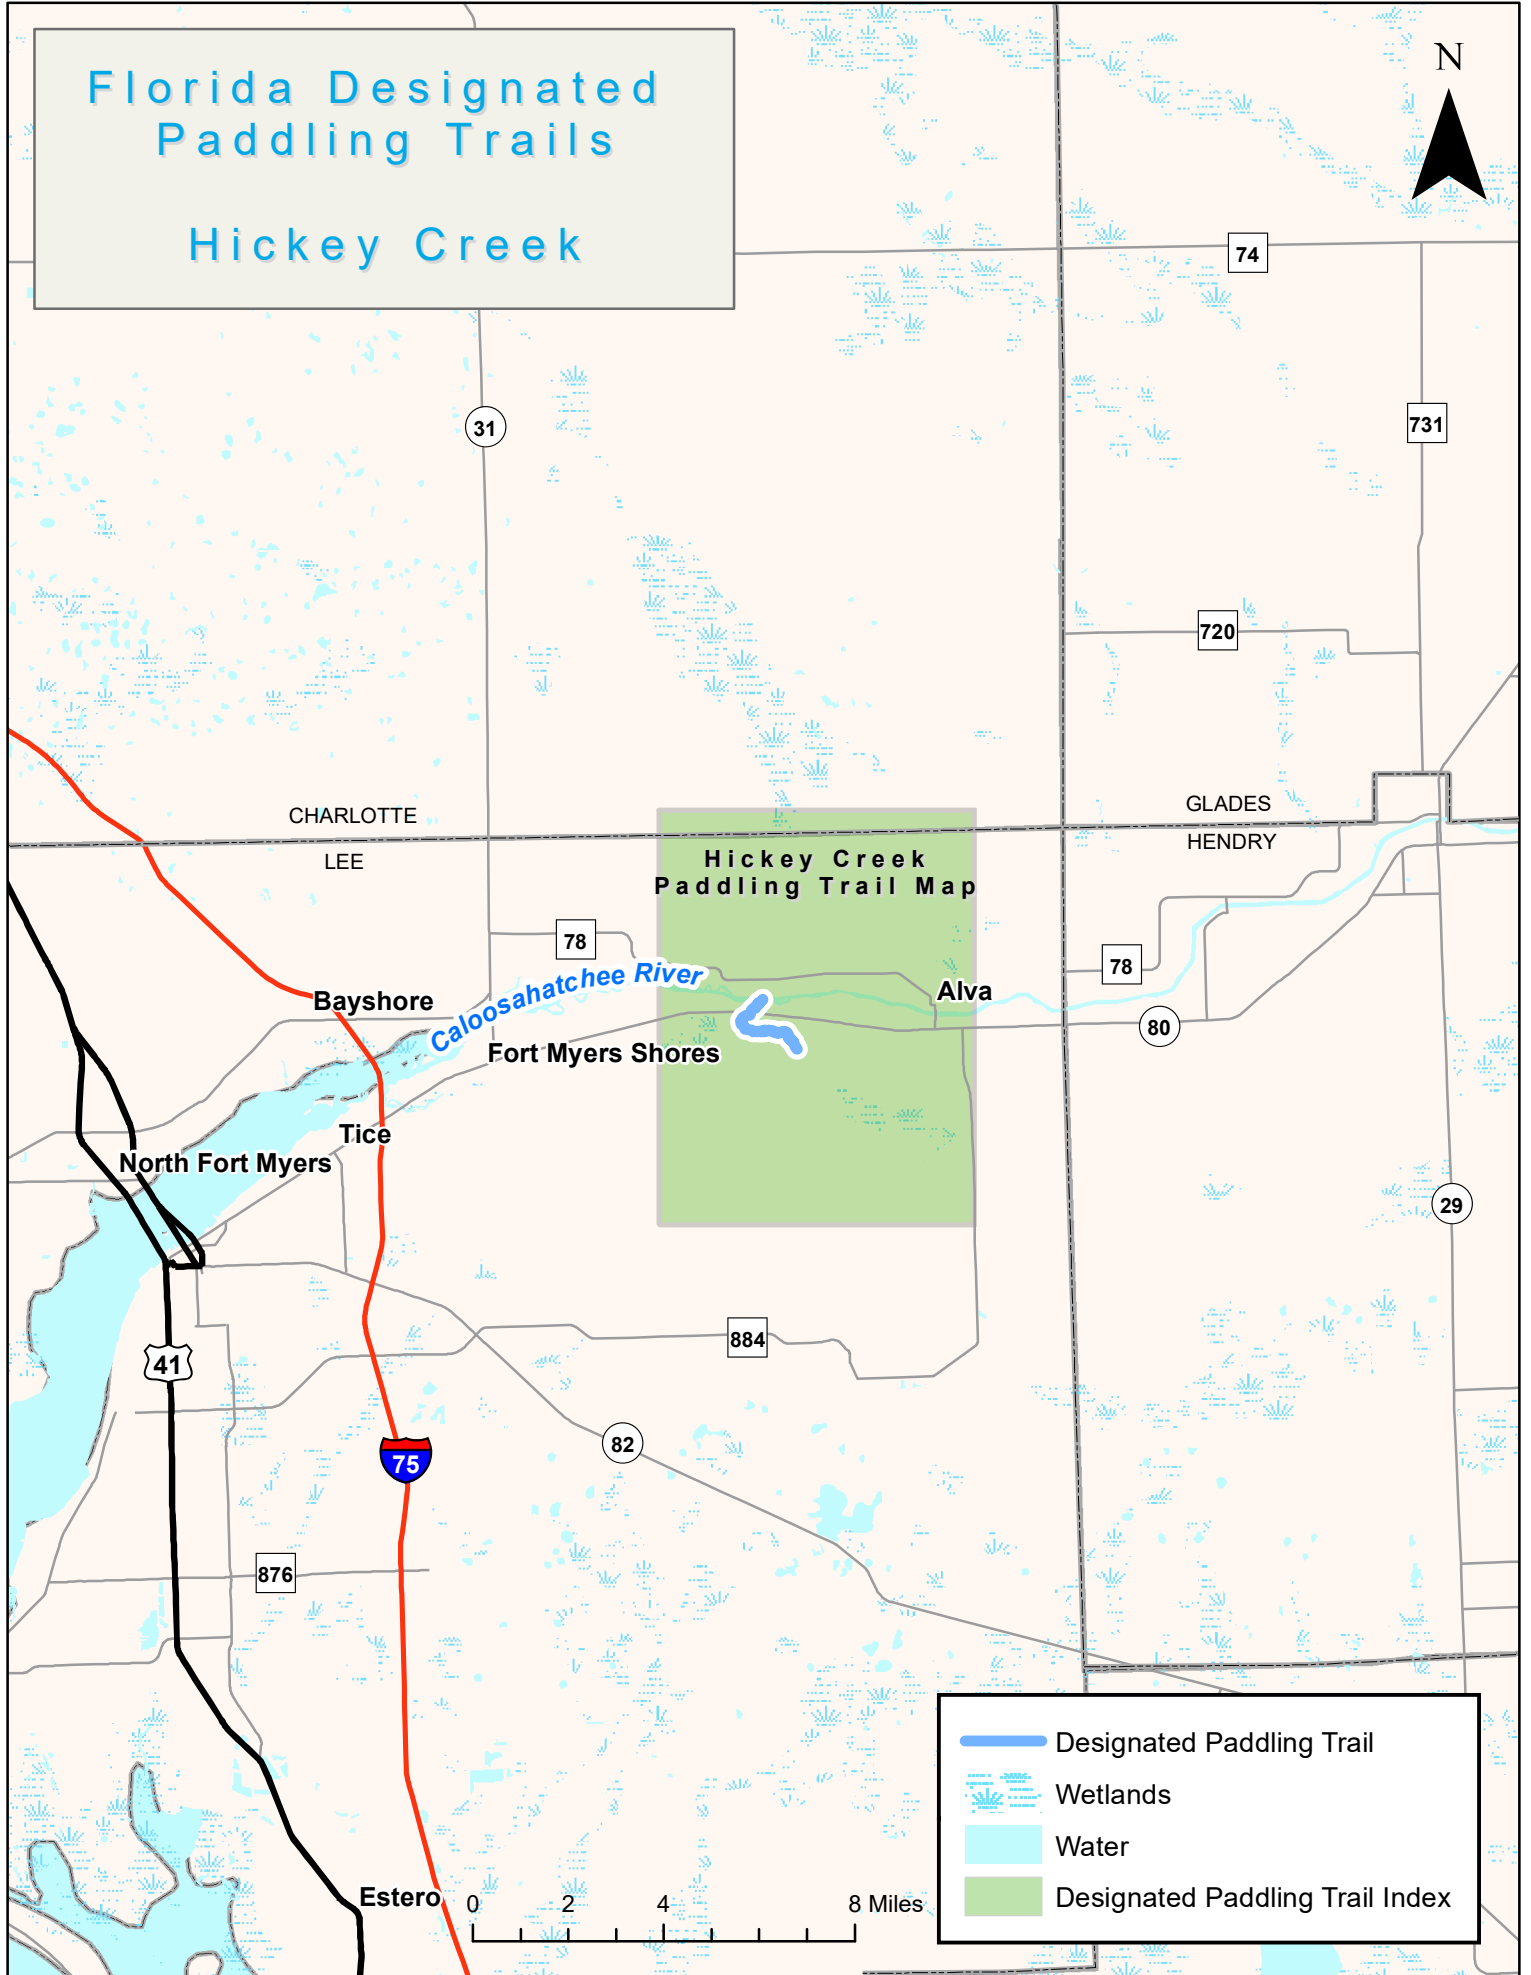 Florida Designated
Paddling Trails
Hickey Creek
N
74
31
731
720
CHARLOTTE
GLADES
LEE
HENDRY
Hickey Creek
Paddling Trail Map
78
78
Caloosahatchee River
Bayshore
Alva
80
Fort Myers Shores
Tice
North Fort Myers
29
884
41
82
75
876
Designated Paddling Trail
Wetlands
Water
Designated Paddling Trail Index
Estero
0 2 4 8 Miles